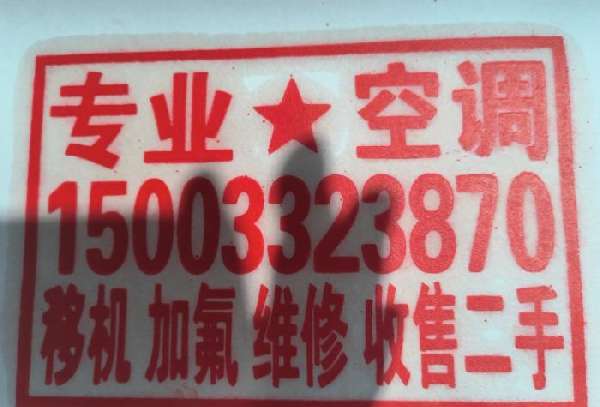 专业★空调
15003323870
移机 加氟 维修 收售二手